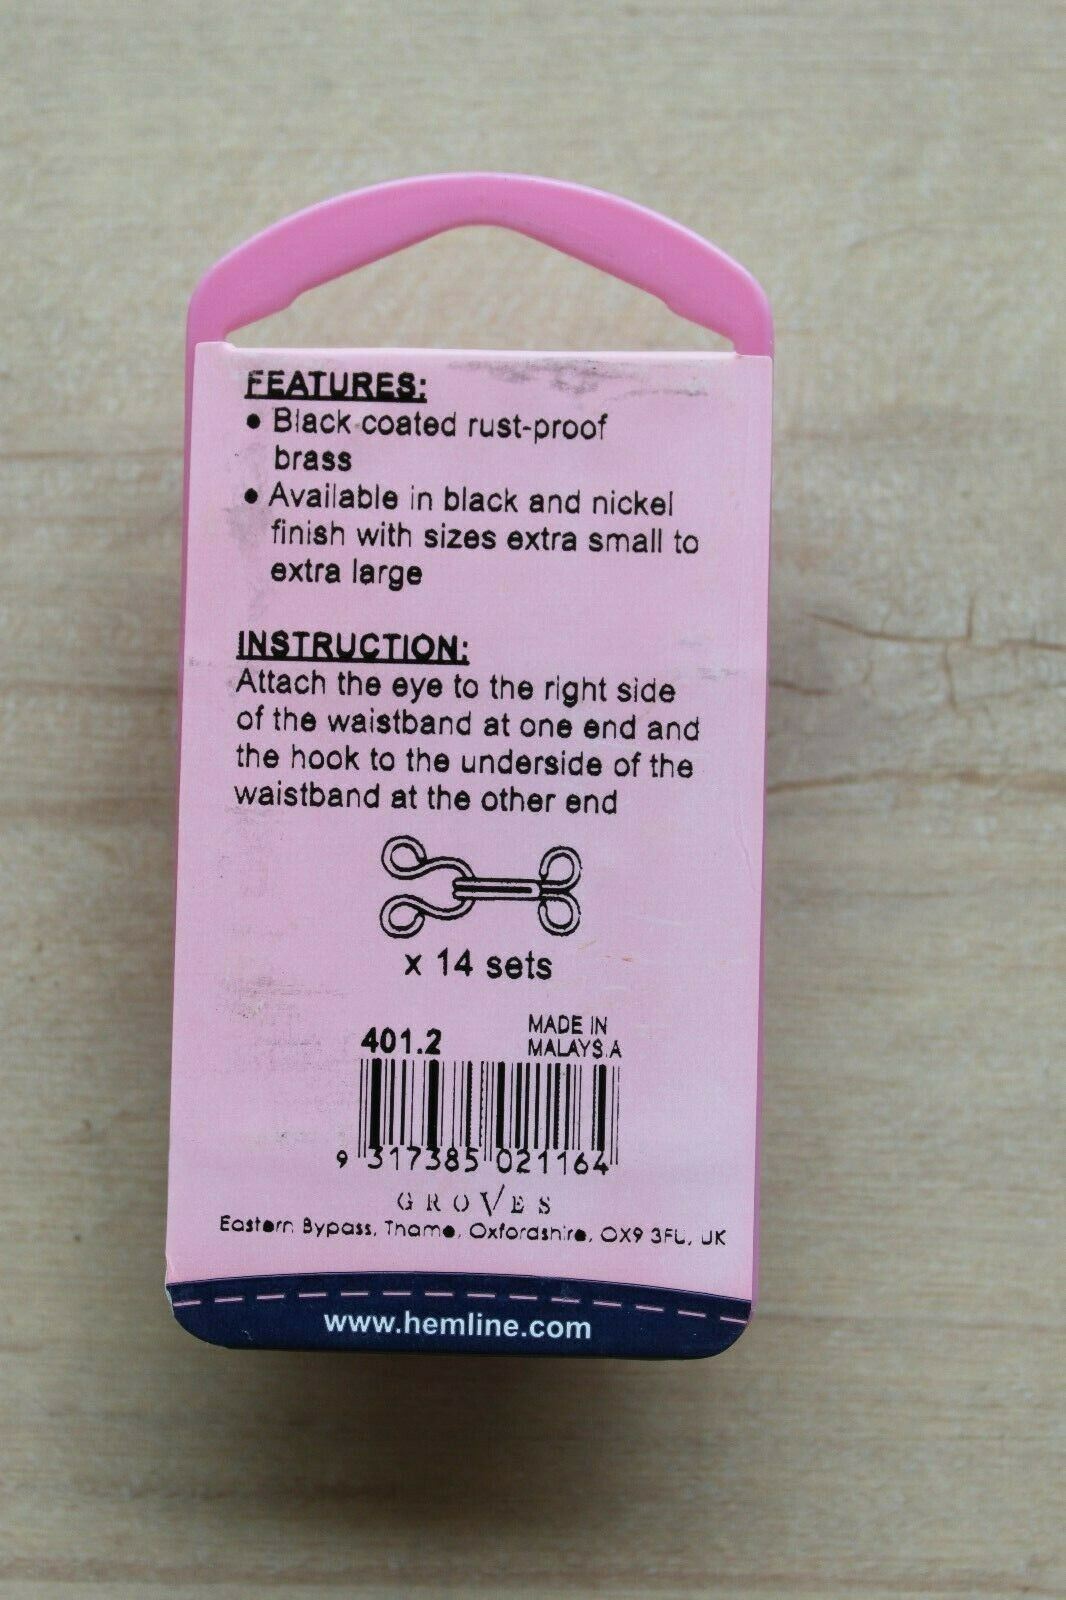 FEATURES:
• Black coated rust-proof
brass
• Available in black and nickel
finish with sizes extra small to
extra large
INSTRUCTION:
Attach the eye to the right side
of the waistband at one end and
the hook to the underside of the
waistband at the other end
x 14 sets
401.2
MADE IN
MALAYSIA
9 317385 021164
GROVES
Eastern Bypass, Thame, Oxfordshire, OX9 3FU, UK
www.hemline.com